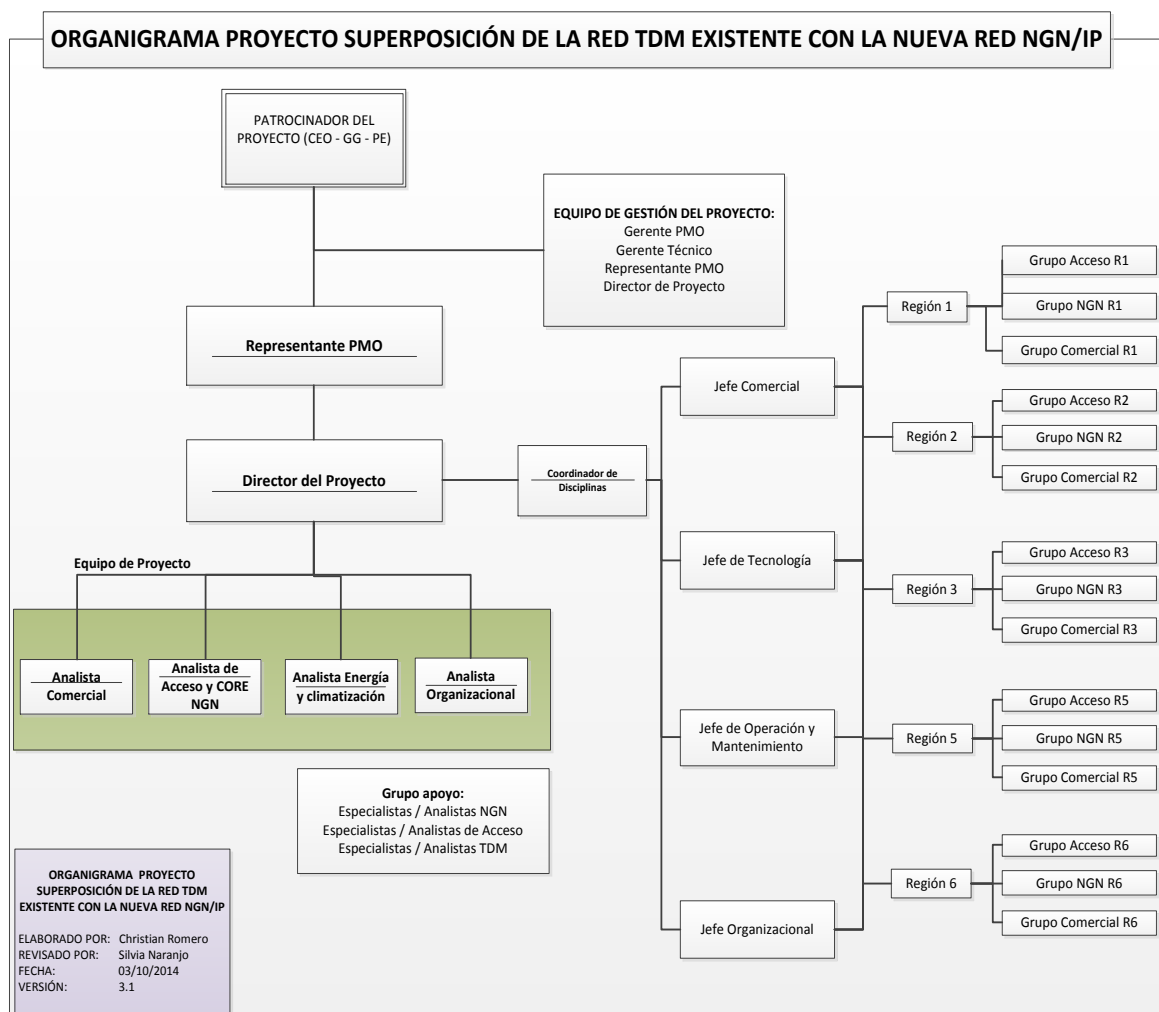 ORGANIGRAMA PROYECTO SUPERPOSICIÓN DE LA RED TDM EXISTENTE CON LA NUEVA RED NGN/IP
PATROCINADOR DEL
PROYECTO (CEO - GG - PE)
EQUIPO DE GESTIÓN DEL PROYECTO:
Gerente PMO
Gerente Técnico
Representante PMO
Director de Proyecto
Representante PMO
Director del Proyecto
Coordinador de
Disciplinas
Equipo de Proyecto
Analista
Comercial
Analista de
Acceso y CORE
NGN
Analista Energía
y climatización
Analista
Organizacional
Grupo apoyo:
Especialistas / Analistas NGN
Especialistas / Analistas de Acceso
Especialistas / Analistas TDM
Jefe Comercial
Jefe de Tecnología
Jefe de Operación y
Mantenimiento
Jefe Organizacional
Región 1
Grupo Acceso R1
Grupo NGN R1
Grupo Comercial R1
Región 2
Grupo Acceso R2
Grupo NGN R2
Grupo Comercial R2
Región 3
Grupo Acceso R3
Grupo NGN R3
Grupo Comercial R3
Región 5
Grupo Acceso R5
Grupo NGN R5
Grupo Comercial R5
Región 6
Grupo Acceso R6
Grupo NGN R6
Grupo Comercial R6
ORGANIGRAMA PROYECTO
SUPERPOSICIÓN DE LA RED TDM
EXISTENTE CON LA NUEVA RED NGN/IP
ELABORADO POR: Christian Romero
REVISADO POR: Silvia Naranjo
FECHA: 03/10/2014
VERSIÓN: 3.1